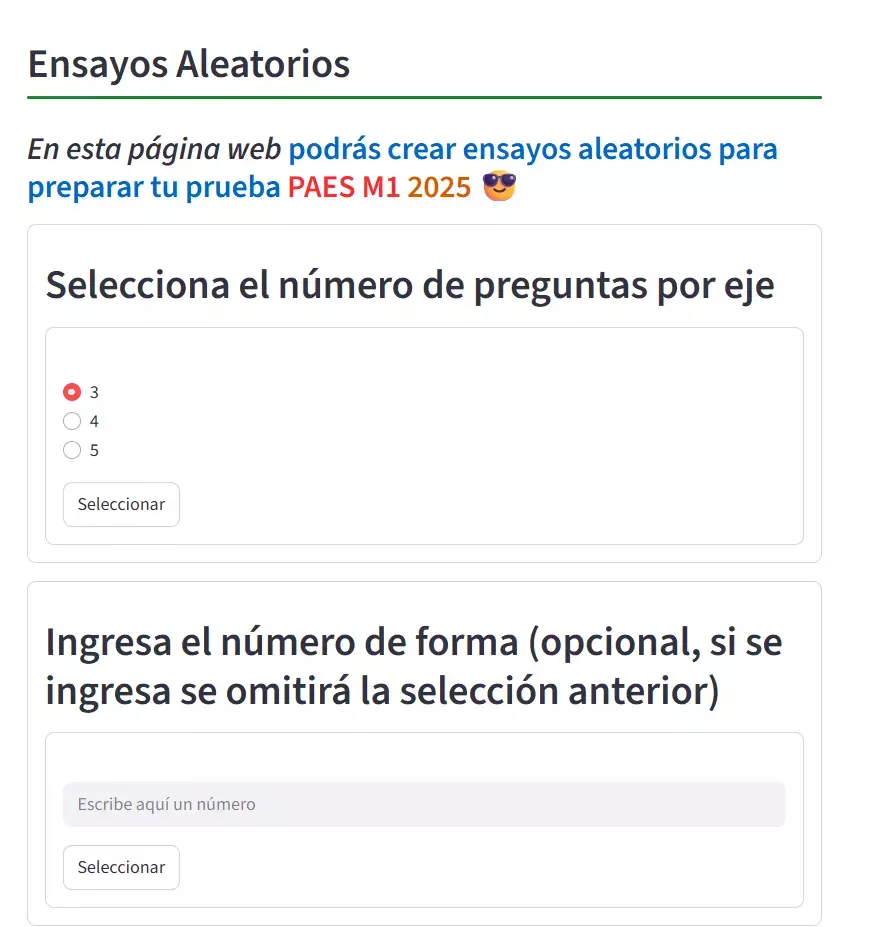 Ensayos Aleatorios
En esta página web podrás crear ensayos aleatorios para
preparar tu prueba PAES M1 2025 😎
Selecciona el número de preguntas por eje
3
4
5
Seleccionar
Ingresa el número de forma (opcional, si se
ingresa se omitirá la selección anterior)
Escribe aquí un número
Seleccionar